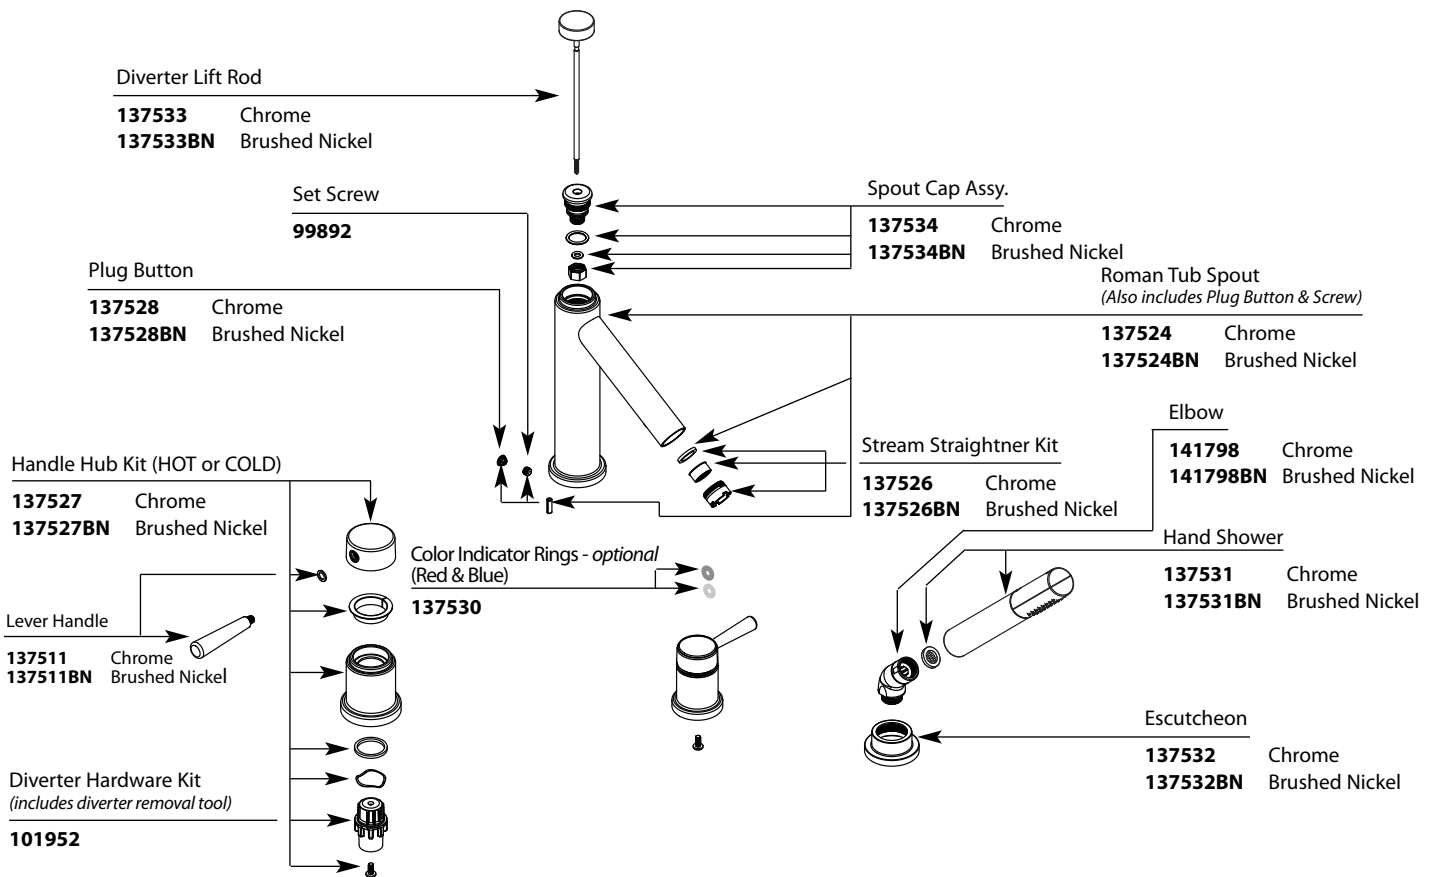 Diverter Lift Rod
137533 Chrome
137533BN Brushed Nickel
Set Screw
99892
Spout Cap Assy.
137534 Chrome
137534BN Brushed Nickel
Plug Button
137528 Chrome
137528BN Brushed Nickel
Roman Tub Spout
(Also includes Plug Button & Screw)
137524 Chrome
137524BN Brushed Nickel
Elbow
141798 Chrome
141798BN Brushed Nickel
Stream Straightner Kit
137526 Chrome
137526BN Brushed Nickel
Handle Hub Kit (HOT or COLD)
137527 Chrome
137527BN Brushed Nickel
Color Indicator Rings - optional
(Red & Blue)
137530
Hand Shower
137531 Chrome
137531BN Brushed Nickel
Lever Handle
137511 Chrome
137511BN Brushed Nickel
Escutcheon
137532 Chrome
137532BN Brushed Nickel
Diverter Hardware Kit
(includes diverter removal tool)
101952